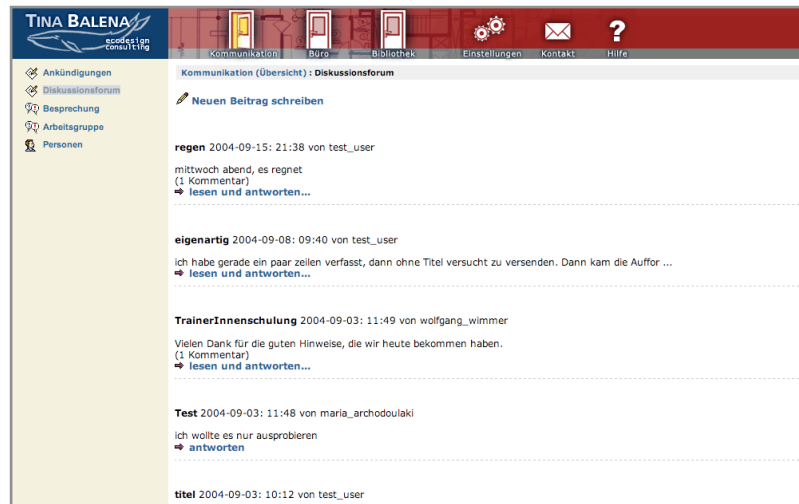 TINA BALENA
ecodesign
consulting
Kommunikation Büro Bibliothek Einstellungen Kontakt Hilfe
Ankündigungen
Diskussionsforum
Besprechung
Arbeitsgruppe
Personen
Kommunikation (Übersicht) : Diskussionsforum
Neuen Beitrag schreiben
regen 2004-09-15: 21:38 von test_user
mittwoch abend, es regnet
(1 Kommentar)
lesen und antworten...
eigenartig 2004-09-08: 09:40 von test_user
ich habe gerade ein paar zeilen verfasst, dann ohne Titel versucht zu versenden. Dann kam die Auffor ...
lesen und antworten...
TrainerInnenschulung 2004-09-03: 11:49 von wolfgang_wimmer
Vielen Dank für die guten Hinweise, die wir heute bekommen haben.
(1 Kommentar)
lesen und antworten...
Test 2004-09-03: 11:48 von maria_archodoulaki
ich wollte es nur ausprobieren
antworten
titel 2004-09-03: 10:12 von test_user